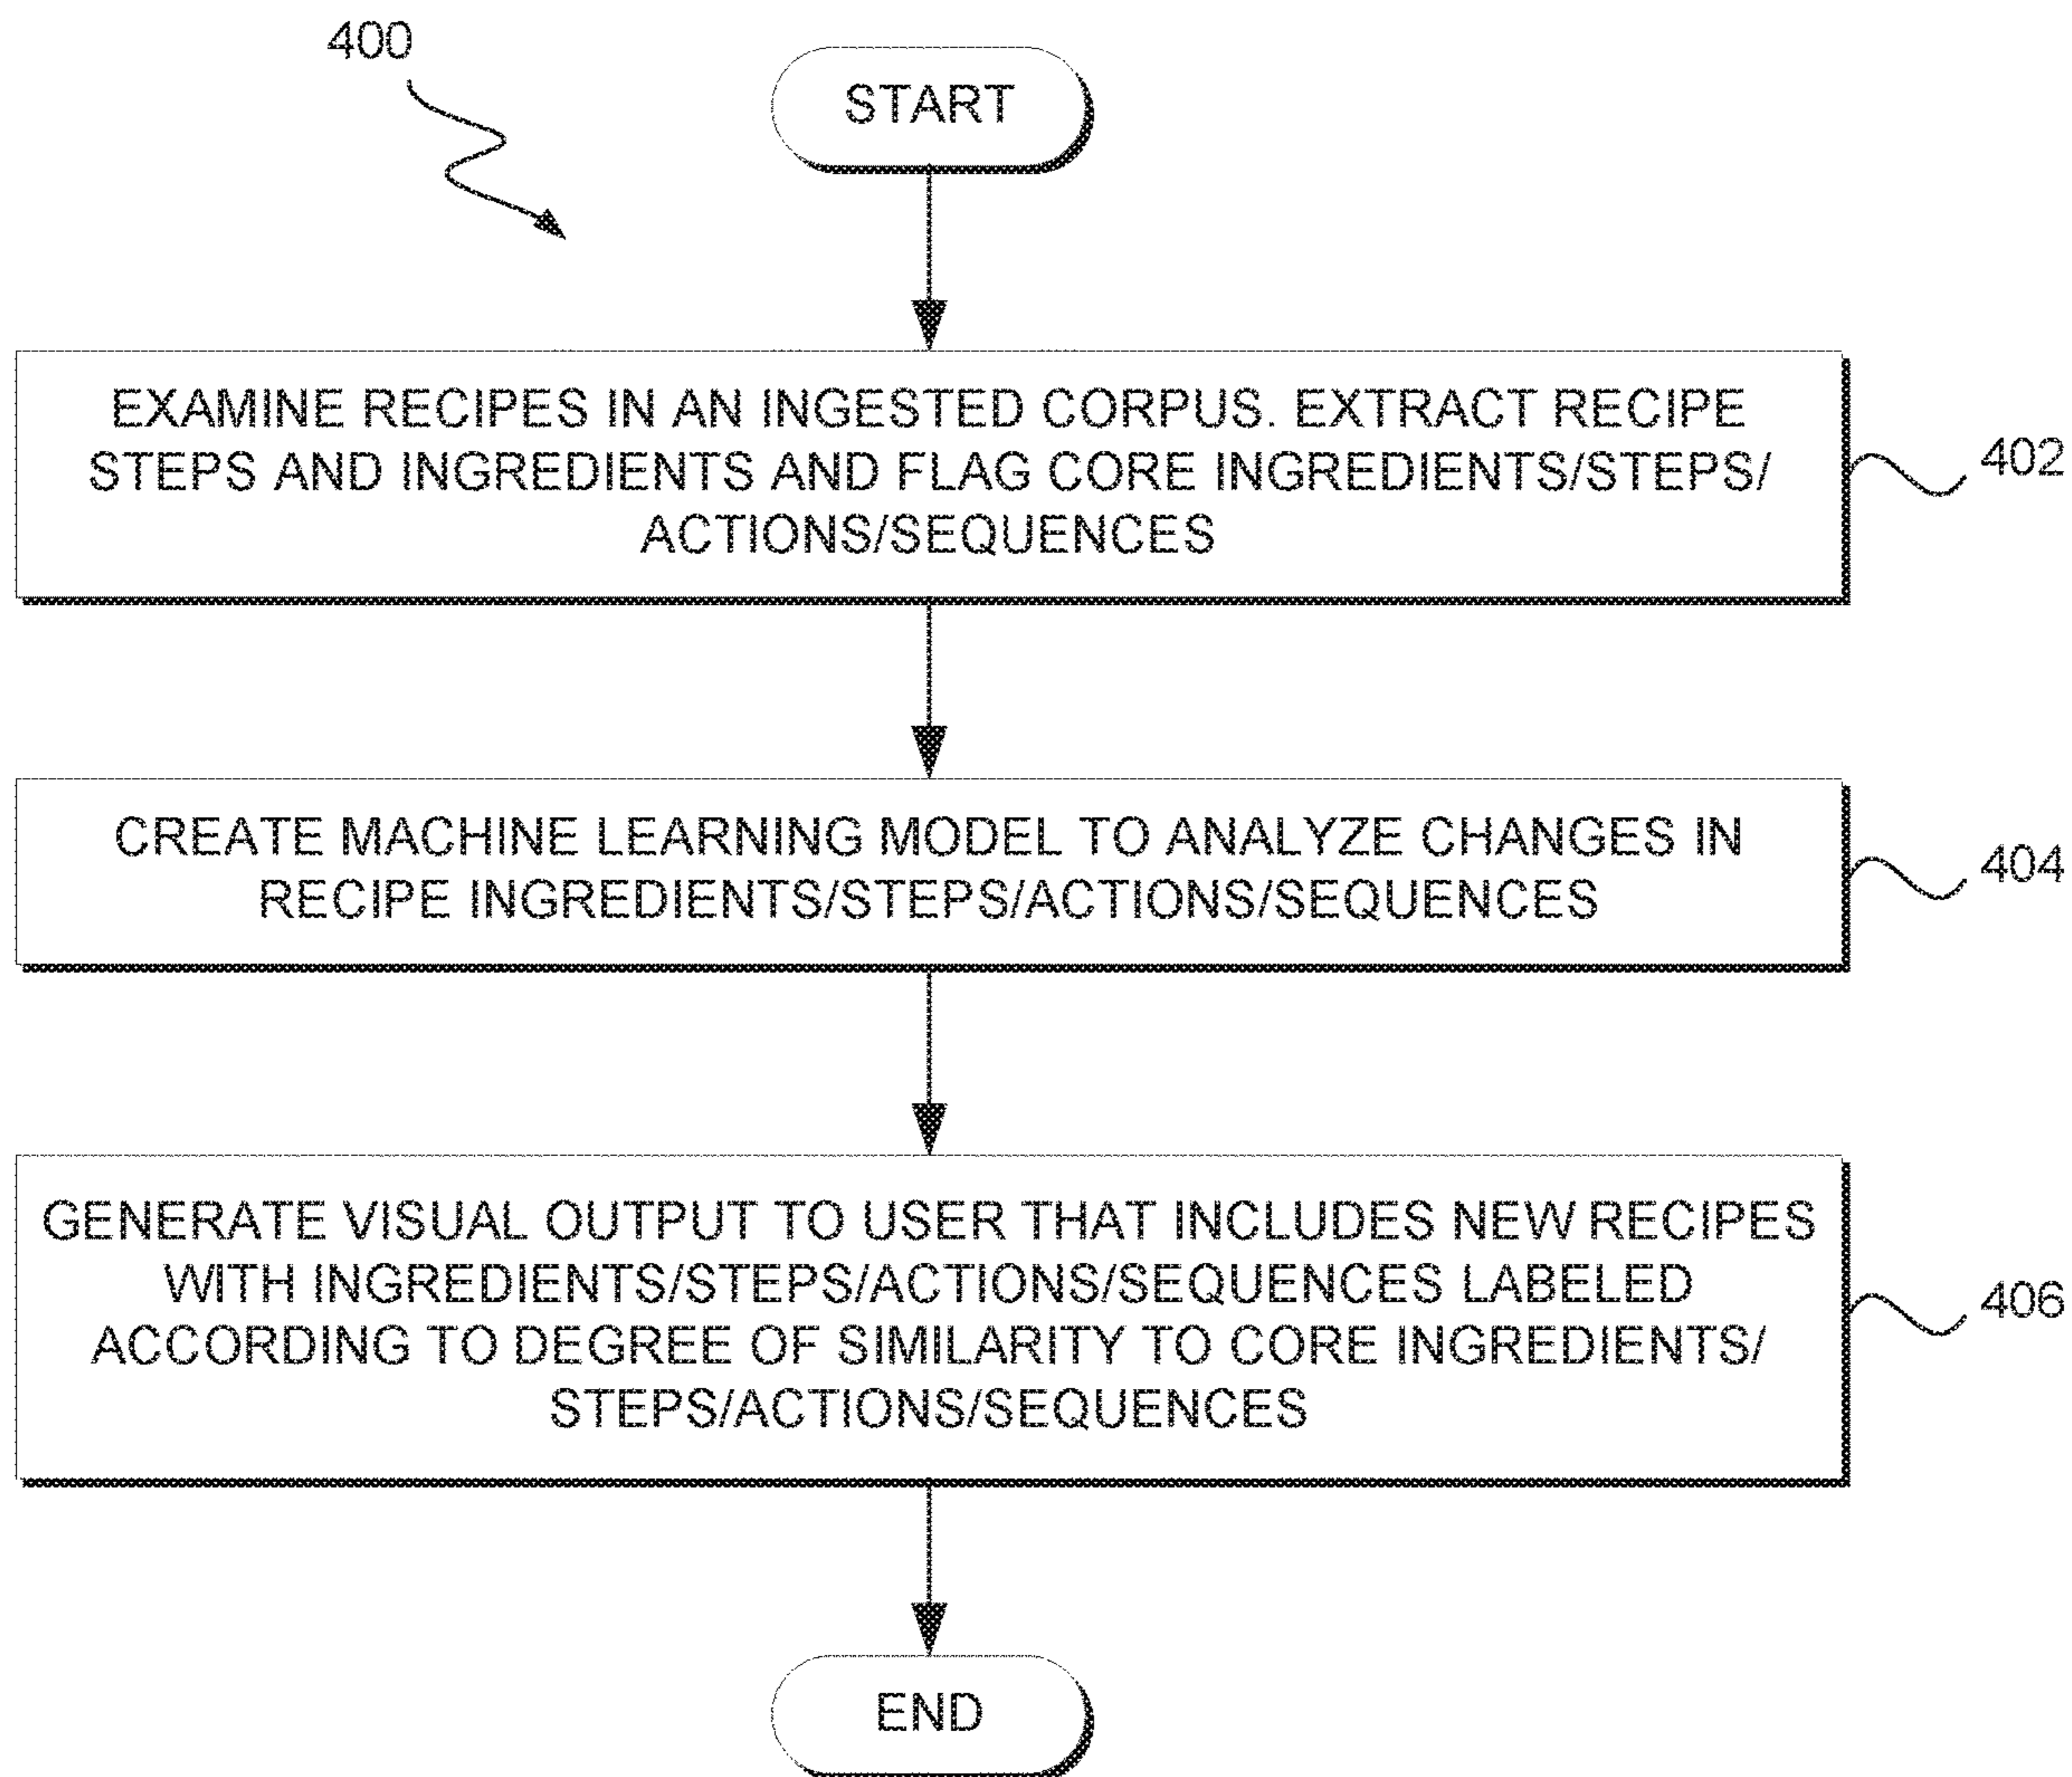 400
START
EXAMINE RECIPES IN AN INGESTED CORPUS. EXTRACT RECIPE
STEPS AND INGREDIENTS AND FLAG CORE INGREDIENTS/STEPS/
ACTIONS/SEQUENCES
402
CREATE MACHINE LEARNING MODEL TO ANALYZE CHANGES IN
RECIPE INGREDIENTS/STEPS/ACTIONS/SEQUENCES
404
GENERATE VISUAL OUTPUT TO USER THAT INCLUDES NEW RECIPES
WITH INGREDIENTS/STEPS/ACTIONS/SEQUENCES LABELED
ACCORDING TO DEGREE OF SIMILARITY TO CORE INGREDIENTS/
STEPS/ACTIONS/SEQUENCES
406
END